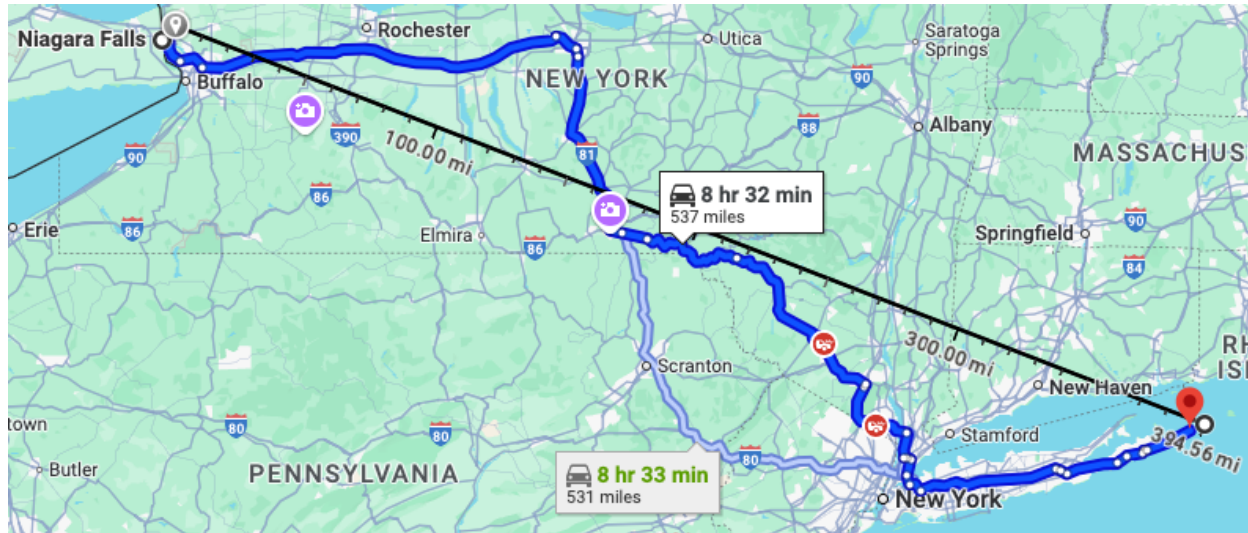 Niagara Falls
Rochester
Utica
Saratoga
Springs
Buffalo
NEW YORK
90
390
100.00 mi
88
Albany
90
81
MASSACHUS
86
8 hr 32 min
537 miles
Erie
86
Elmira
86
90
Springfield
84
300.00 mi
RH
ISL
Scranton
New Haven
town
80
80
Stamford
394.56 mi
Butler
PENNSYLVANIA
8 hr 33 min
531 miles
80
New York